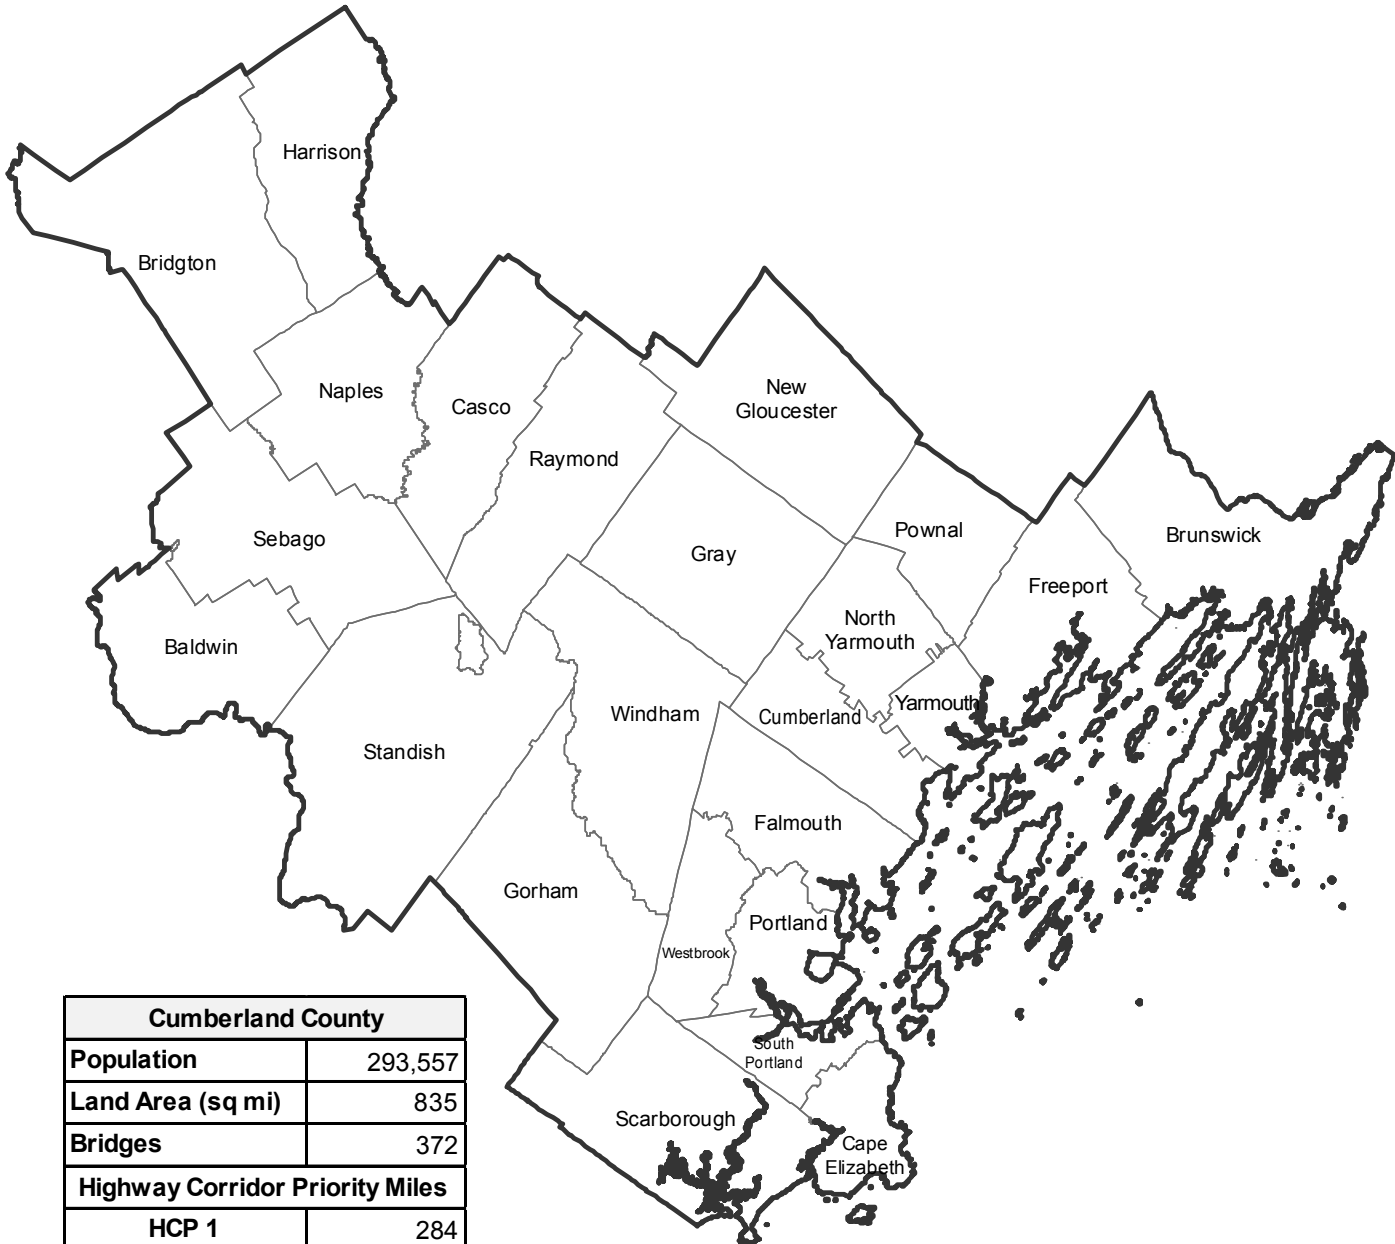 Harrison
Bridgton
Naples
Casco
New
Gloucester
Raymond
Sebago
Gray
Pownal
Brunswick
Freeport
Baldwin
North
Yarmouth
Yarmouth
Windham
Cumberland
Standish
Falmouth
Gorham
Portland
Westbrook
South
Portland
Scarborough
Cape
Elizabeth
Cumberland County
Population 293,557
Land Area (sq mi) 835
Bridges 372
Highway Corridor Priority Miles
HCP 1 284